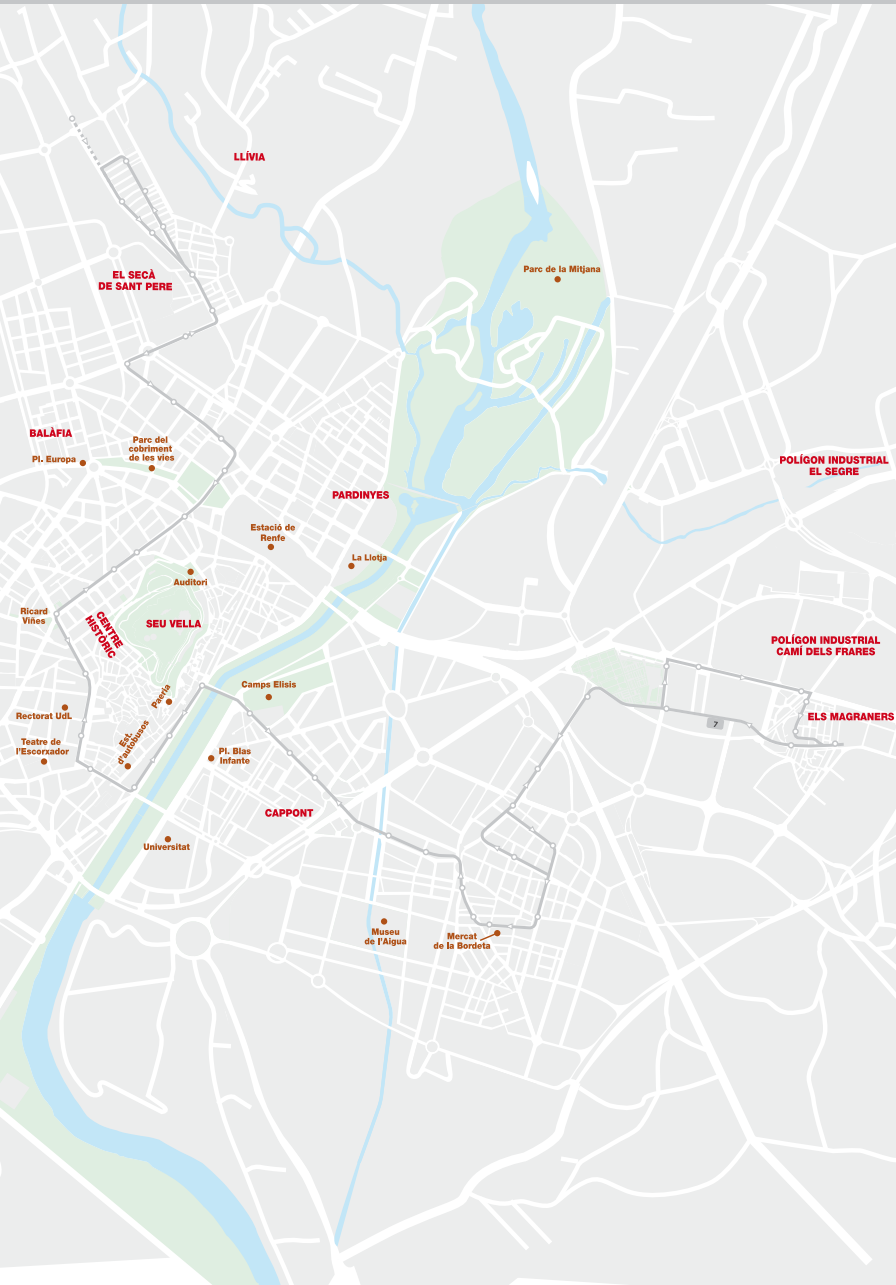 LLÍVIA
Parc de la Mitjana
EL SECÀ
DE SANT PERE
BALÀFIA
Parc del
cobriment
de les vies
Pl. Europa
POLÍGON INDUSTRIAL
EL SEGRE
PARDINYES
Estació de
Renfe
La Llotja
Auditori
Ricard
Viñes
CENTRE
HISTÒRIC
SEU VELLA
POLÍGON INDUSTRIAL
CAMÍ DELS FRARES
Camps Elisis
Paeria
Rectorat UdL
ELS MAGRANERS
7
Est.
d'autobusos
Teatre de
l'Escorxador
Pl. Blas
Infante
CAPPONT
Universitat
Museu
de l'Aigua
Mercat
de la Bordeta